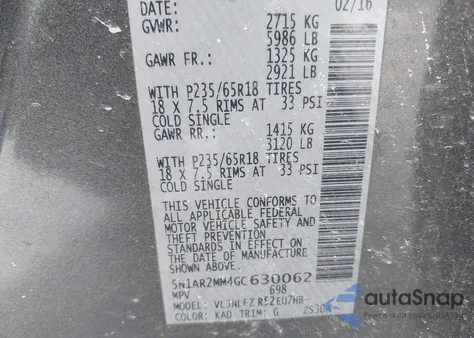 DATE: 02/16
GVWR: 2715 KG
5986 LB
GAWR FR.: 1325 KG
2921 LB
WITH P235/65R18 TIRES
18 X 7.5 RIMS AT 33 PSI
COLD SINGLE
GAWR RR.: 1415 KG
3120 LB
WITH P235/65R18 TIRES
18 X 7.5 RIMS AT 33 PSI
COLD SINGLE
THIS VEHICLE CONFORMS TO
ALL APPLICABLE FEDERAL
MOTOR VEHICLE SAFETY AND
THEFT PREVENTION
STANDARDS IN EFFECT ON
THE DATE OF MANUFACTURE
SHOWN ABOVE.
5N1AR2MM4GC630062
MPV 698
COLOR: KAD TRIM: G
autaSnap